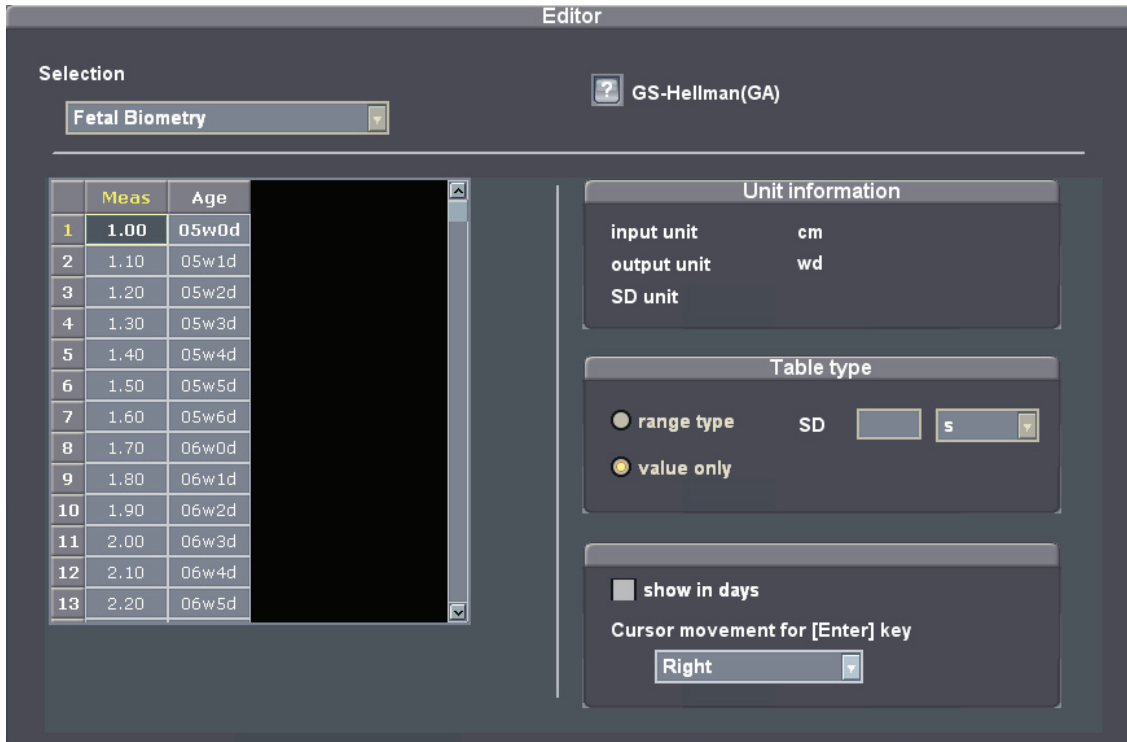 Editor
Selection
Fetal Biometry
? GS-Hellman(GA)
Meas Age
1 1.00 05w0d
2 1.10 05w1d
3 1.20 05w2d
4 1.30 05w3d
5 1.40 05w4d
6 1.50 05w5d
7 1.60 05w6d
8 1.70 06w0d
9 1.80 06w1d
10 1.90 06w2d
11 2.00 06w3d
12 2.10 06w4d
13 2.20 06w5d
Unit information
input unit cm
output unit wd
SD unit
Table type
range type SD s
value only
show in days
Cursor movement for [Enter] key
Right